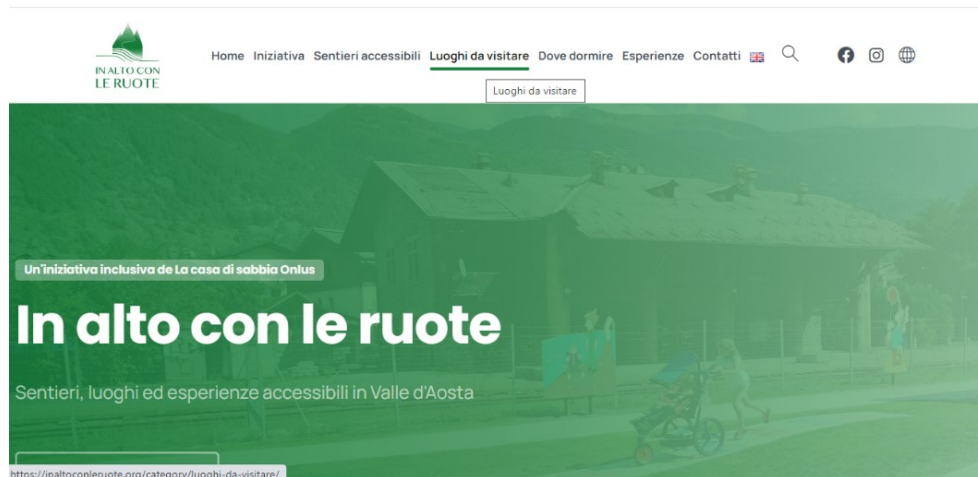 IN ALTO CON
LE RUOTE
Home Iniziativa Sentieri accessibili Luoghi da visitare Dove dormire Esperienze Contatti
Luoghi da visitare
Un'iniziativa inclusiva de La casa di sabbia Onlus
In alto con le ruote
Sentieri, luoghi ed esperienze accessibili in Valle d'Aosta
https://inaltoconleruote.org/category/luoghi-da-visitare/